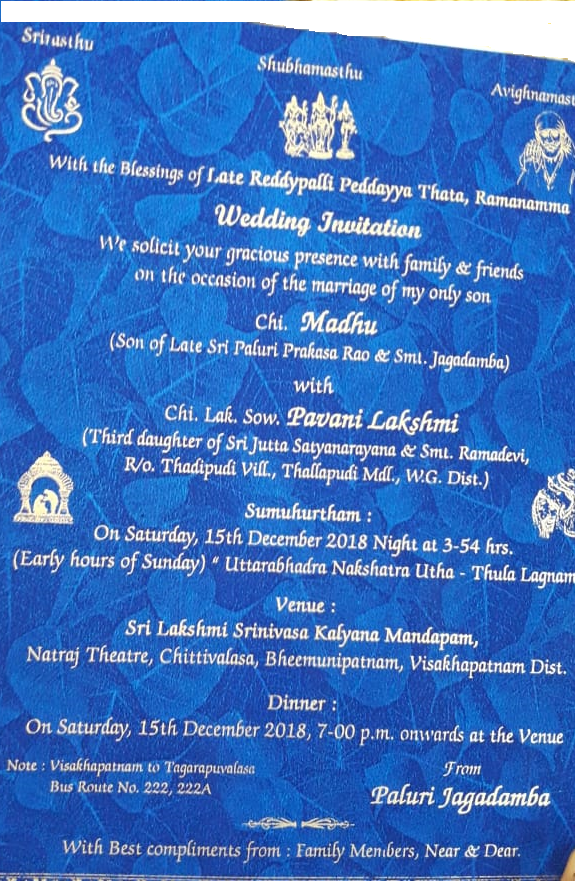 Srirasthu
Shubhamasthu
Avighnamast
With the Blessings of Late Reddypalli Peddayya Thata, Ramanamma
Wedding Invitation
We solicit your gracious presence with family & friends
on the occasion of the marriage of my only son
Chi. Madhu
(Son of Late Sri Paluri Prakasa Rao & Smt. Jagadamba)
with
Chi. Lak. Sow. Pavani Lakshmi
(Third daughter of Sri Jutta Satyanarayana & Smt. Ramadevi,
R/o. Thadipudi Vill., Thallapudi Mdl., W.G. Dist.)
Sumuhurtham :
On Saturday, 15th December 2018 Night at 3-54 hrs.
(Early hours of Sunday) " Uttarabhadra Nakshatra Utha - Thula Lagnam
Venue :
Sri Lakshmi Srinivasa Kalyana Mandapam,
Natraj Theatre, Chittivalasa, Bheemunipatnam, Visakhapatnam Dist.
Dinner :
On Saturday, 15th December 2018, 7-00 p.m. onwards at the Venue
Note : Visakhapatnam to Tagarapuvalasa
Bus Route No. 222, 222A
From
Paluri Jagadamba
With Best compliments from : Family Members, Near & Dear.